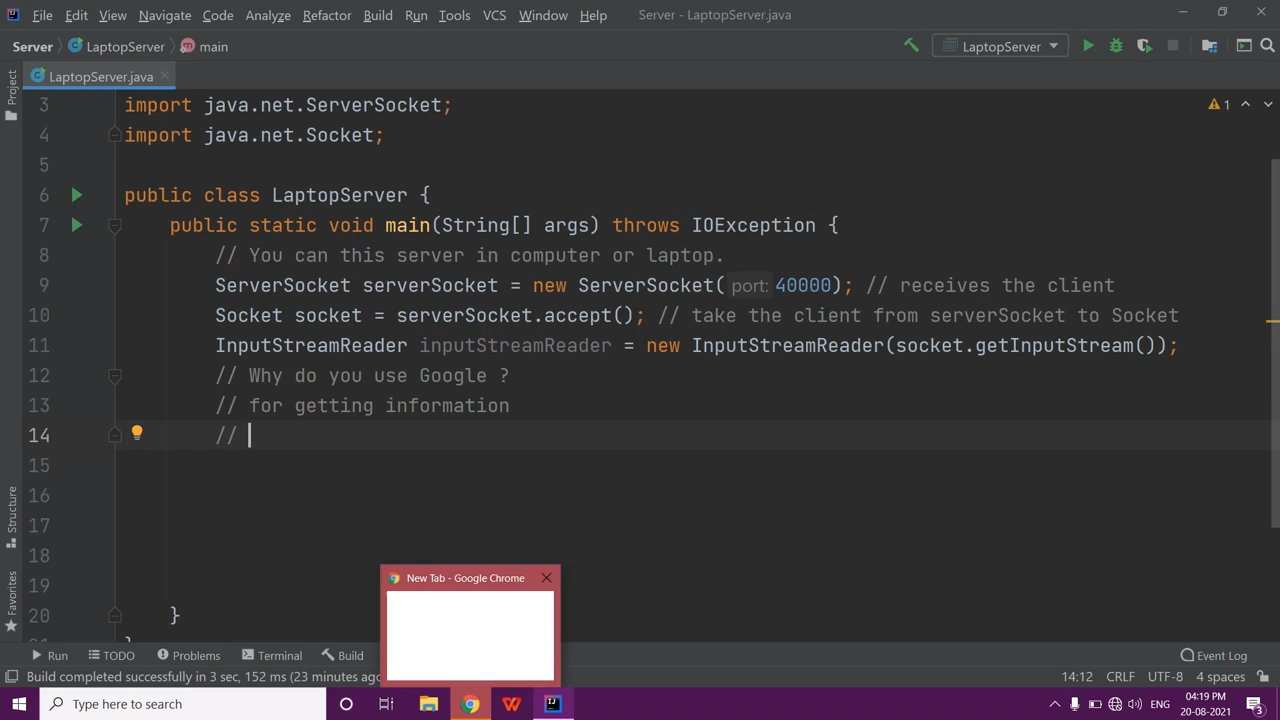 File Edit View Navigate Code Analyze Refactor Build Run Tools VCS Window Help Server - LaptopServer.java
Server LaptopServer main LaptopServer
LaptopServer.java
Project
3 import java.net.ServerSocket;
4 import java.net.Socket;
5
6 public class LaptopServer {
7 public static void main(String[] args) throws IOException {
8 // You can this server in computer or laptop.
9 ServerSocket serverSocket = new ServerSocket( port: 40000); // receives the client
10 Socket socket = serverSocket.accept(); // take the client from serverSocket to Socket
11 InputStreamReader inputStreamReader = new InputStreamReader(socket.getInputStream());
12 // Why do you use Google ?
13 // for getting information
14 //
15
16
17
18
19
20 }
1
Structure
Favorites
New Tab - Google Chrome
Run TODO Problems Terminal Build Event Log
Build completed successfully in 3 sec, 152 ms (23 minutes ago 14:12 CRLF UTF-8 4 spaces
Type here to search
ENG 04:19 PM
20-08-2021
3